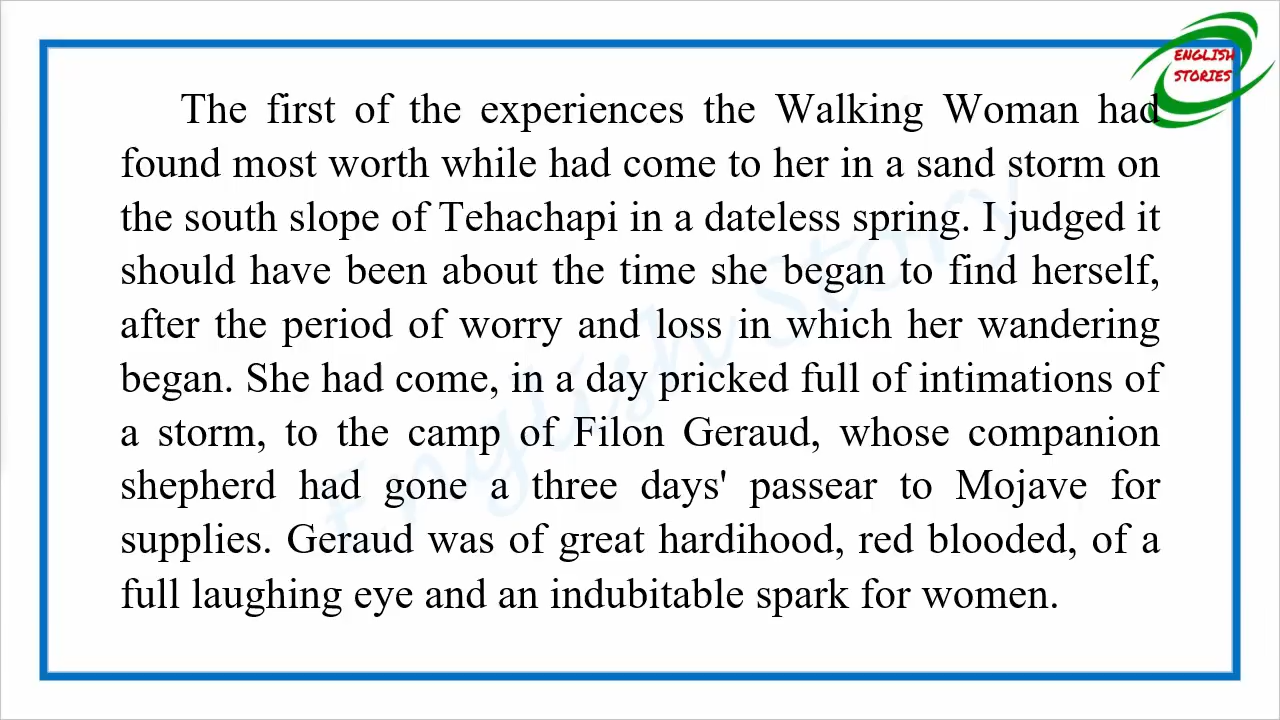 ENGLISH
STORIES
The first of the experiences the Walking Woman had
found most worth while had come to her in a sand storm on
the south slope of Tehachapi in a dateless spring. I judged it
should have been about the time she began to find herself,
after the period of worry and loss in which her wandering
began. She had come, in a day pricked full of intimations of
a storm, to the camp of Filon Geraud, whose companion
shepherd had gone a three days' passear to Mojave for
supplies. Geraud was of great hardihood, red blooded, of a
full laughing eye and an indubitable spark for women.
English Story